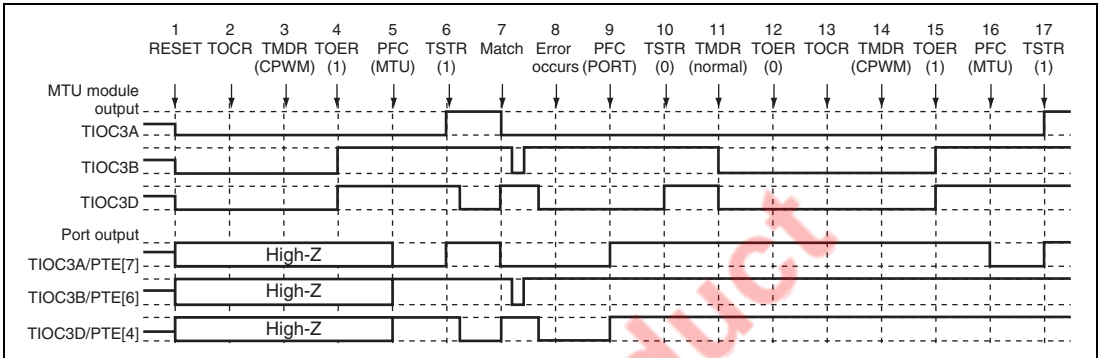 1 2 3 4 5 6 7 8 9 10 11 12 13 14 15 16 17
RESET TOCR TMDR TOER PFC TSTR Match Error PFC TSTR TMDR TOER TOCR TMDR TOER PFC TSTR
(CPWM) (1) (MTU) (1) occurs (PORT) (0) (normal) (0) (CPWM) (1) (MTU) (1)
MTU module
output
TIOC3A
TIOC3B
TIOC3D
Port output
TIOC3A/PTE[7] High-Z
TIOC3B/PTE[6] High-Z
TIOC3D/PTE[4] High-Z
duct